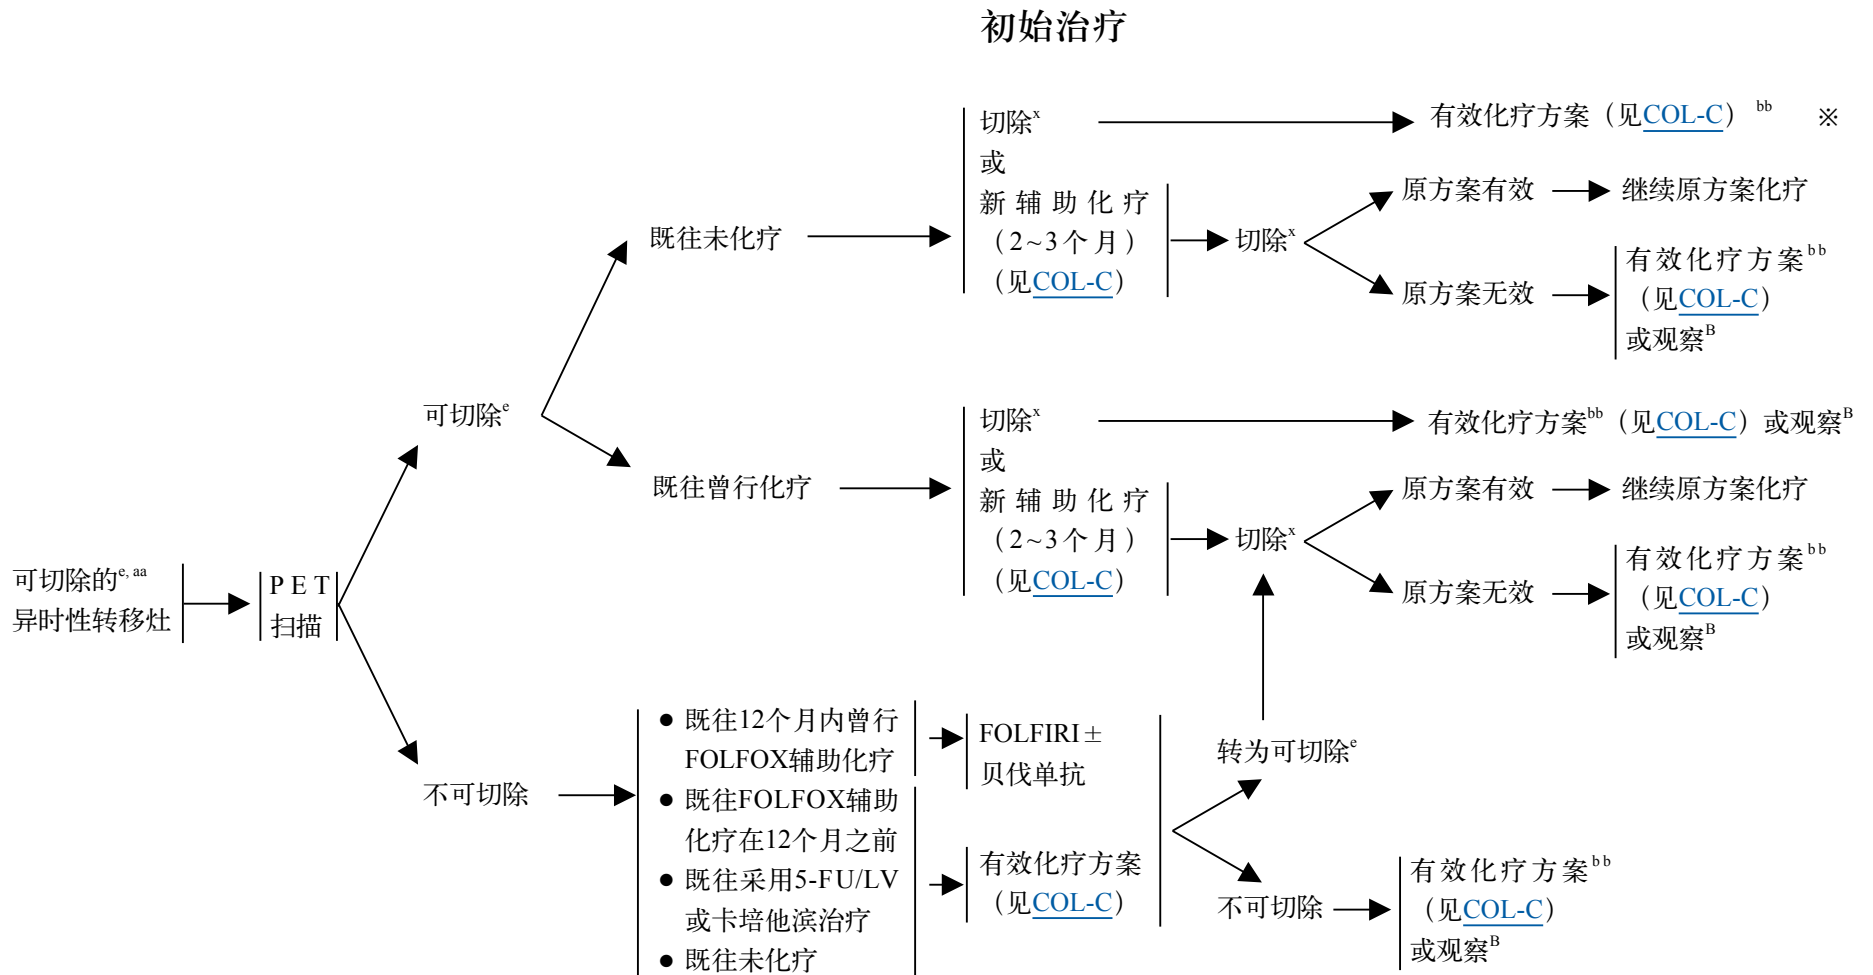 初始治疗
可切除的e, aa
异时性转移灶
PET
扫描
可切除e
不可切除
既往未化疗
既往曾行化疗
切除x
或
新辅助化疗
（2~3个月）
（见COL-C）
切除x
有效化疗方案（见COL-C）bb ※
原方案有效
继续原方案化疗
原方案无效
有效化疗方案bb
（见COL-C）
或观察B
切除x
或
新辅助化疗
（2~3个月）
（见COL-C）
切除x
有效化疗方案bb（见COL-C）或观察B
原方案有效
继续原方案化疗
原方案无效
有效化疗方案bb
（见COL-C）
或观察B
● 既往12个月内曾行
FOLFOX辅助化疗
● 既往FOLFOX辅助
化疗在12个月之前
● 既往采用5-FU/LV
或卡培他滨治疗
● 既往未化疗
FOLFIRI±
贝伐单抗
有效化疗方案
（见COL-C）
转为可切除e
不可切除
有效化疗方案bb
（见COL-C）
或观察B